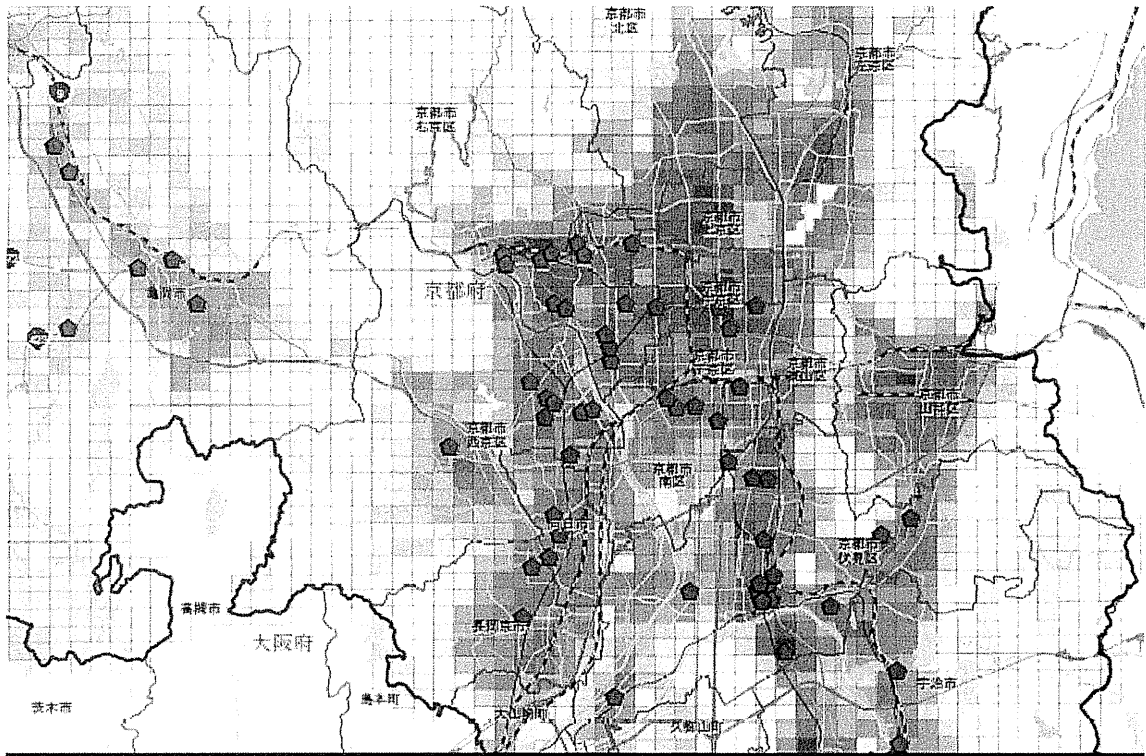 京都市
北区
京都市
左京区
京都市
右京区
京都市
上京区
京都府
京都市
中京区
亀岡市
京都市
下京区
京都市
東山区
京都市
山科区
京都市
西京区
京都市
南区
向日市
京都市
伏見区
高槻市
大阪府
長岡京市
宇治市
茨木市
島本町
大山崎町
久御山町